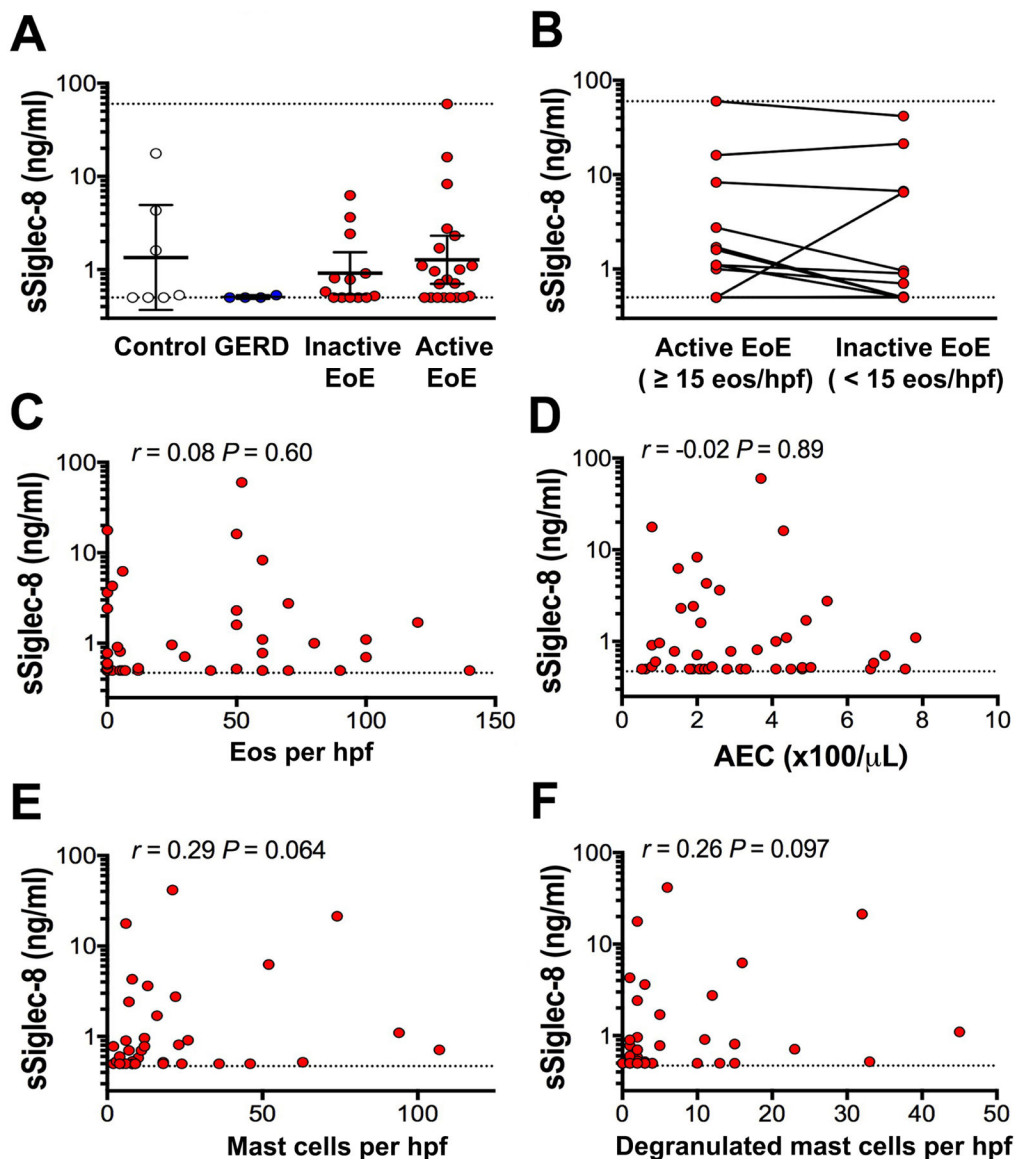 A
sSiglec-8 (ng/ml)
100
10
1
Control GERD Inactive EoE Active EoE
B
sSiglec-8 (ng/ml)
100
10
1
Active EoE Inactive EoE
( ≥ 15 eos/hpf) ( < 15 eos/hpf)
C
r = 0.08 P = 0.60
sSiglec-8 (ng/ml)
100
10
1
0 50 100 150
Eos per hpf
D
r = -0.02 P = 0.89
sSiglec-8 (ng/ml)
100
10
1
0 2 4 6 8 10
AEC (x100/μL)
E
r = 0.29 P = 0.064
sSiglec-8 (ng/ml)
100
10
1
0 50 100
Mast cells per hpf
F
r = 0.26 P = 0.097
sSiglec-8 (ng/ml)
100
10
1
0 10 20 30 40 50
Degranulated mast cells per hpf